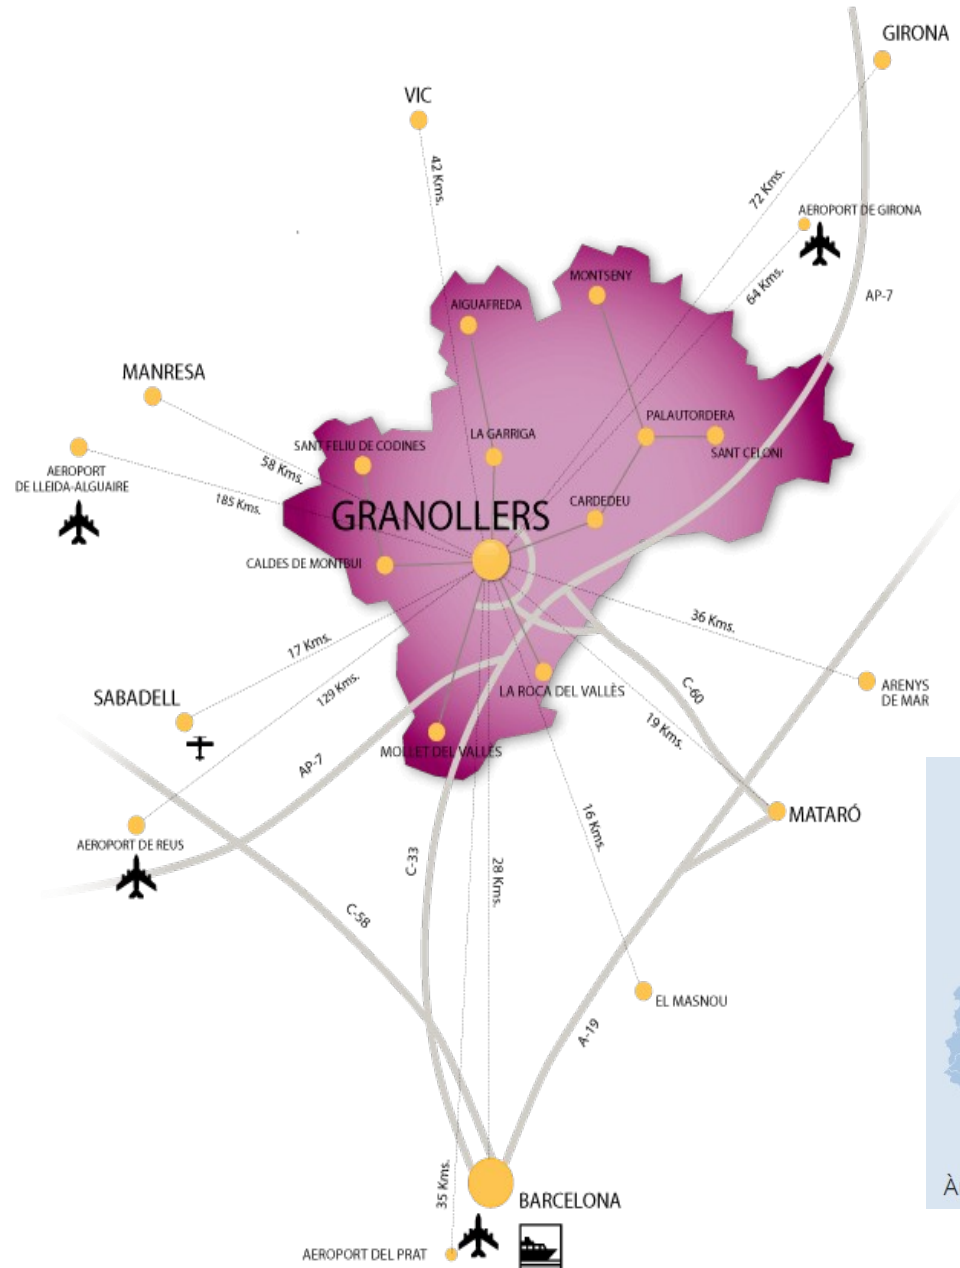 GIRONA
VIC
42 Kms.
72 Kms.
AEROPORT DE GIRONA
64 Kms.
MONTSENY
AP-7
AIGUAFREDA
MANRESA
PALAUTORDERA
LA GARRIGA
SANT FELIU DE CODINES
SANT CELONI
58 Kms.
AEROPORT
DE LLEIDA-ALGUAIRE
185 Kms.
CARDEDEU
GRANOLLERS
CALDES DE MONTBUI
36 Kms.
17 Kms.
129 Kms.
LA ROCA DEL VALLÈS
C-60
ARENYS
DE MAR
SABADELL
19 Kms.
MOLLET DEL VALLÈS
AP-7
MATARÓ
16 Kms.
AEROPORT DE REUS
C-33
28 Kms.
C-58
EL MASNOU
A-19
À
35 Kms.
BARCELONA
AEROPORT DEL PRAT